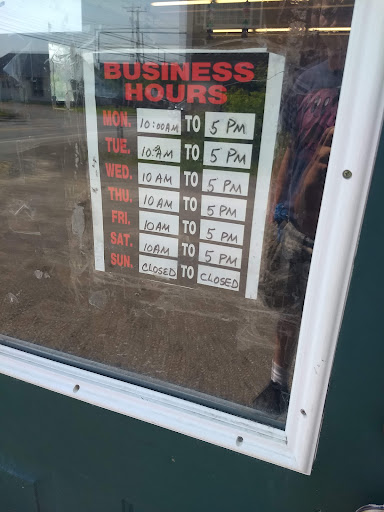 BUSINESS
HOURS
MON. 10:00AM TO 5 PM
TUE. 10 AM TO 5 PM
WED. 10 AM TO 5 PM
THU. 10 AM TO 5 PM
FRI. 10AM TO 5 PM
SAT. 10AM TO 5 PM
SUN. CLOSED TO CLOSED